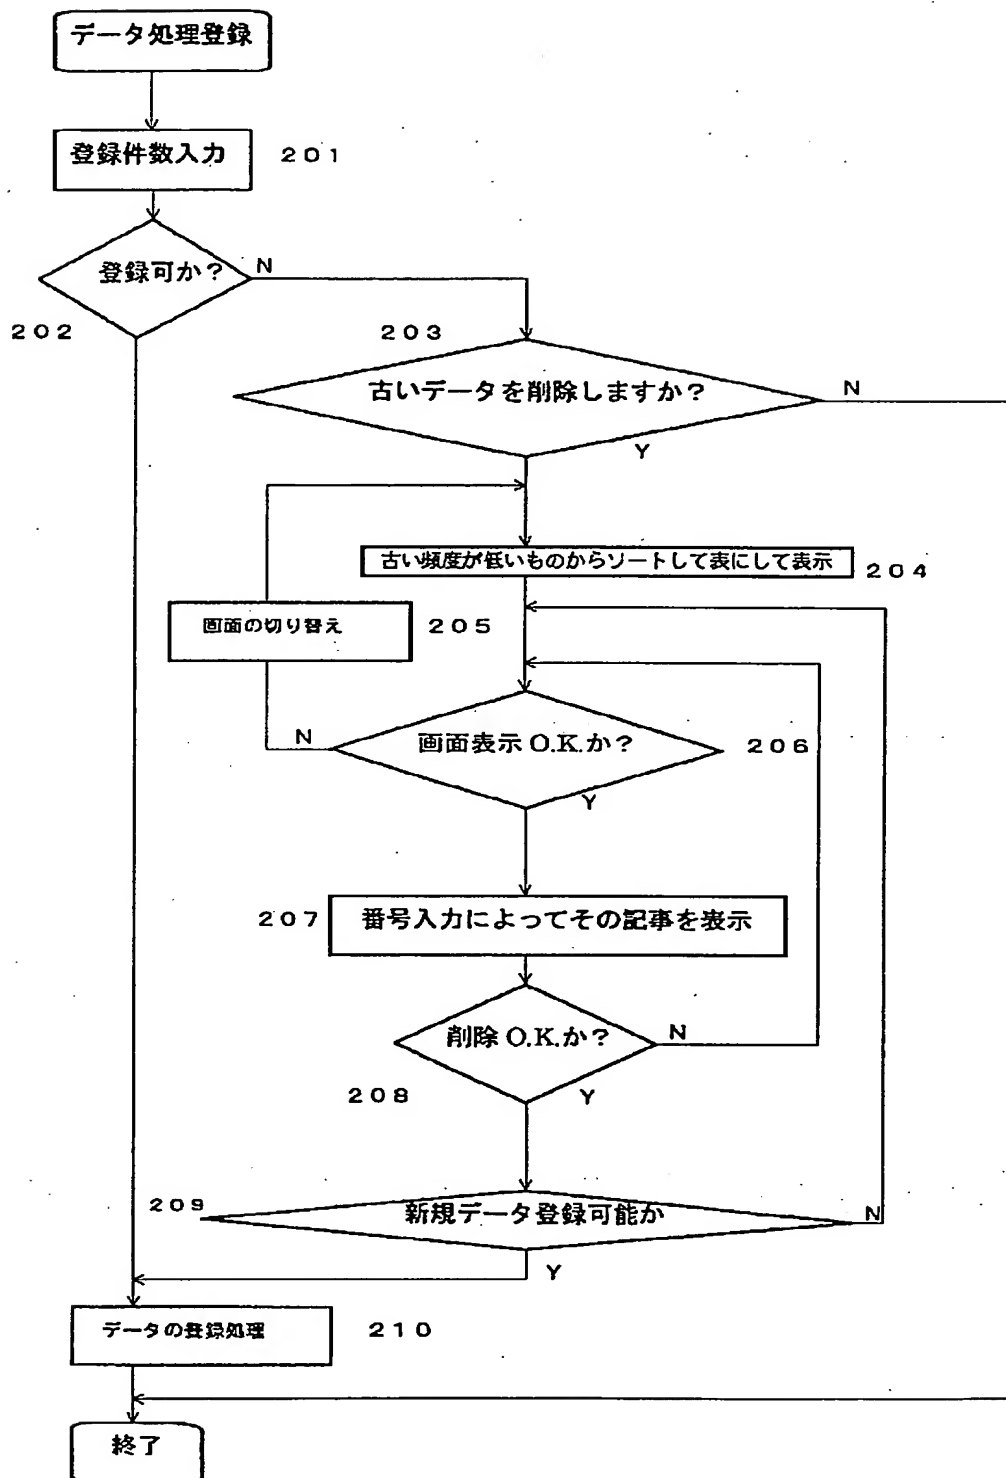 データ処理登録
登録件数入力 201
登録可か? N
202
203
古いデータを削除しますか? N
Y
古い頻度が低いものからソートして表にして表示 204
画面の切り替え 205
N 画面表示 O.K.か? 206
Y
207 番号入力によってその記事を表示
削除 O.K.か? N
208 Y
209 新規データ登録可能か N
Y
データの登録処理 210
終了